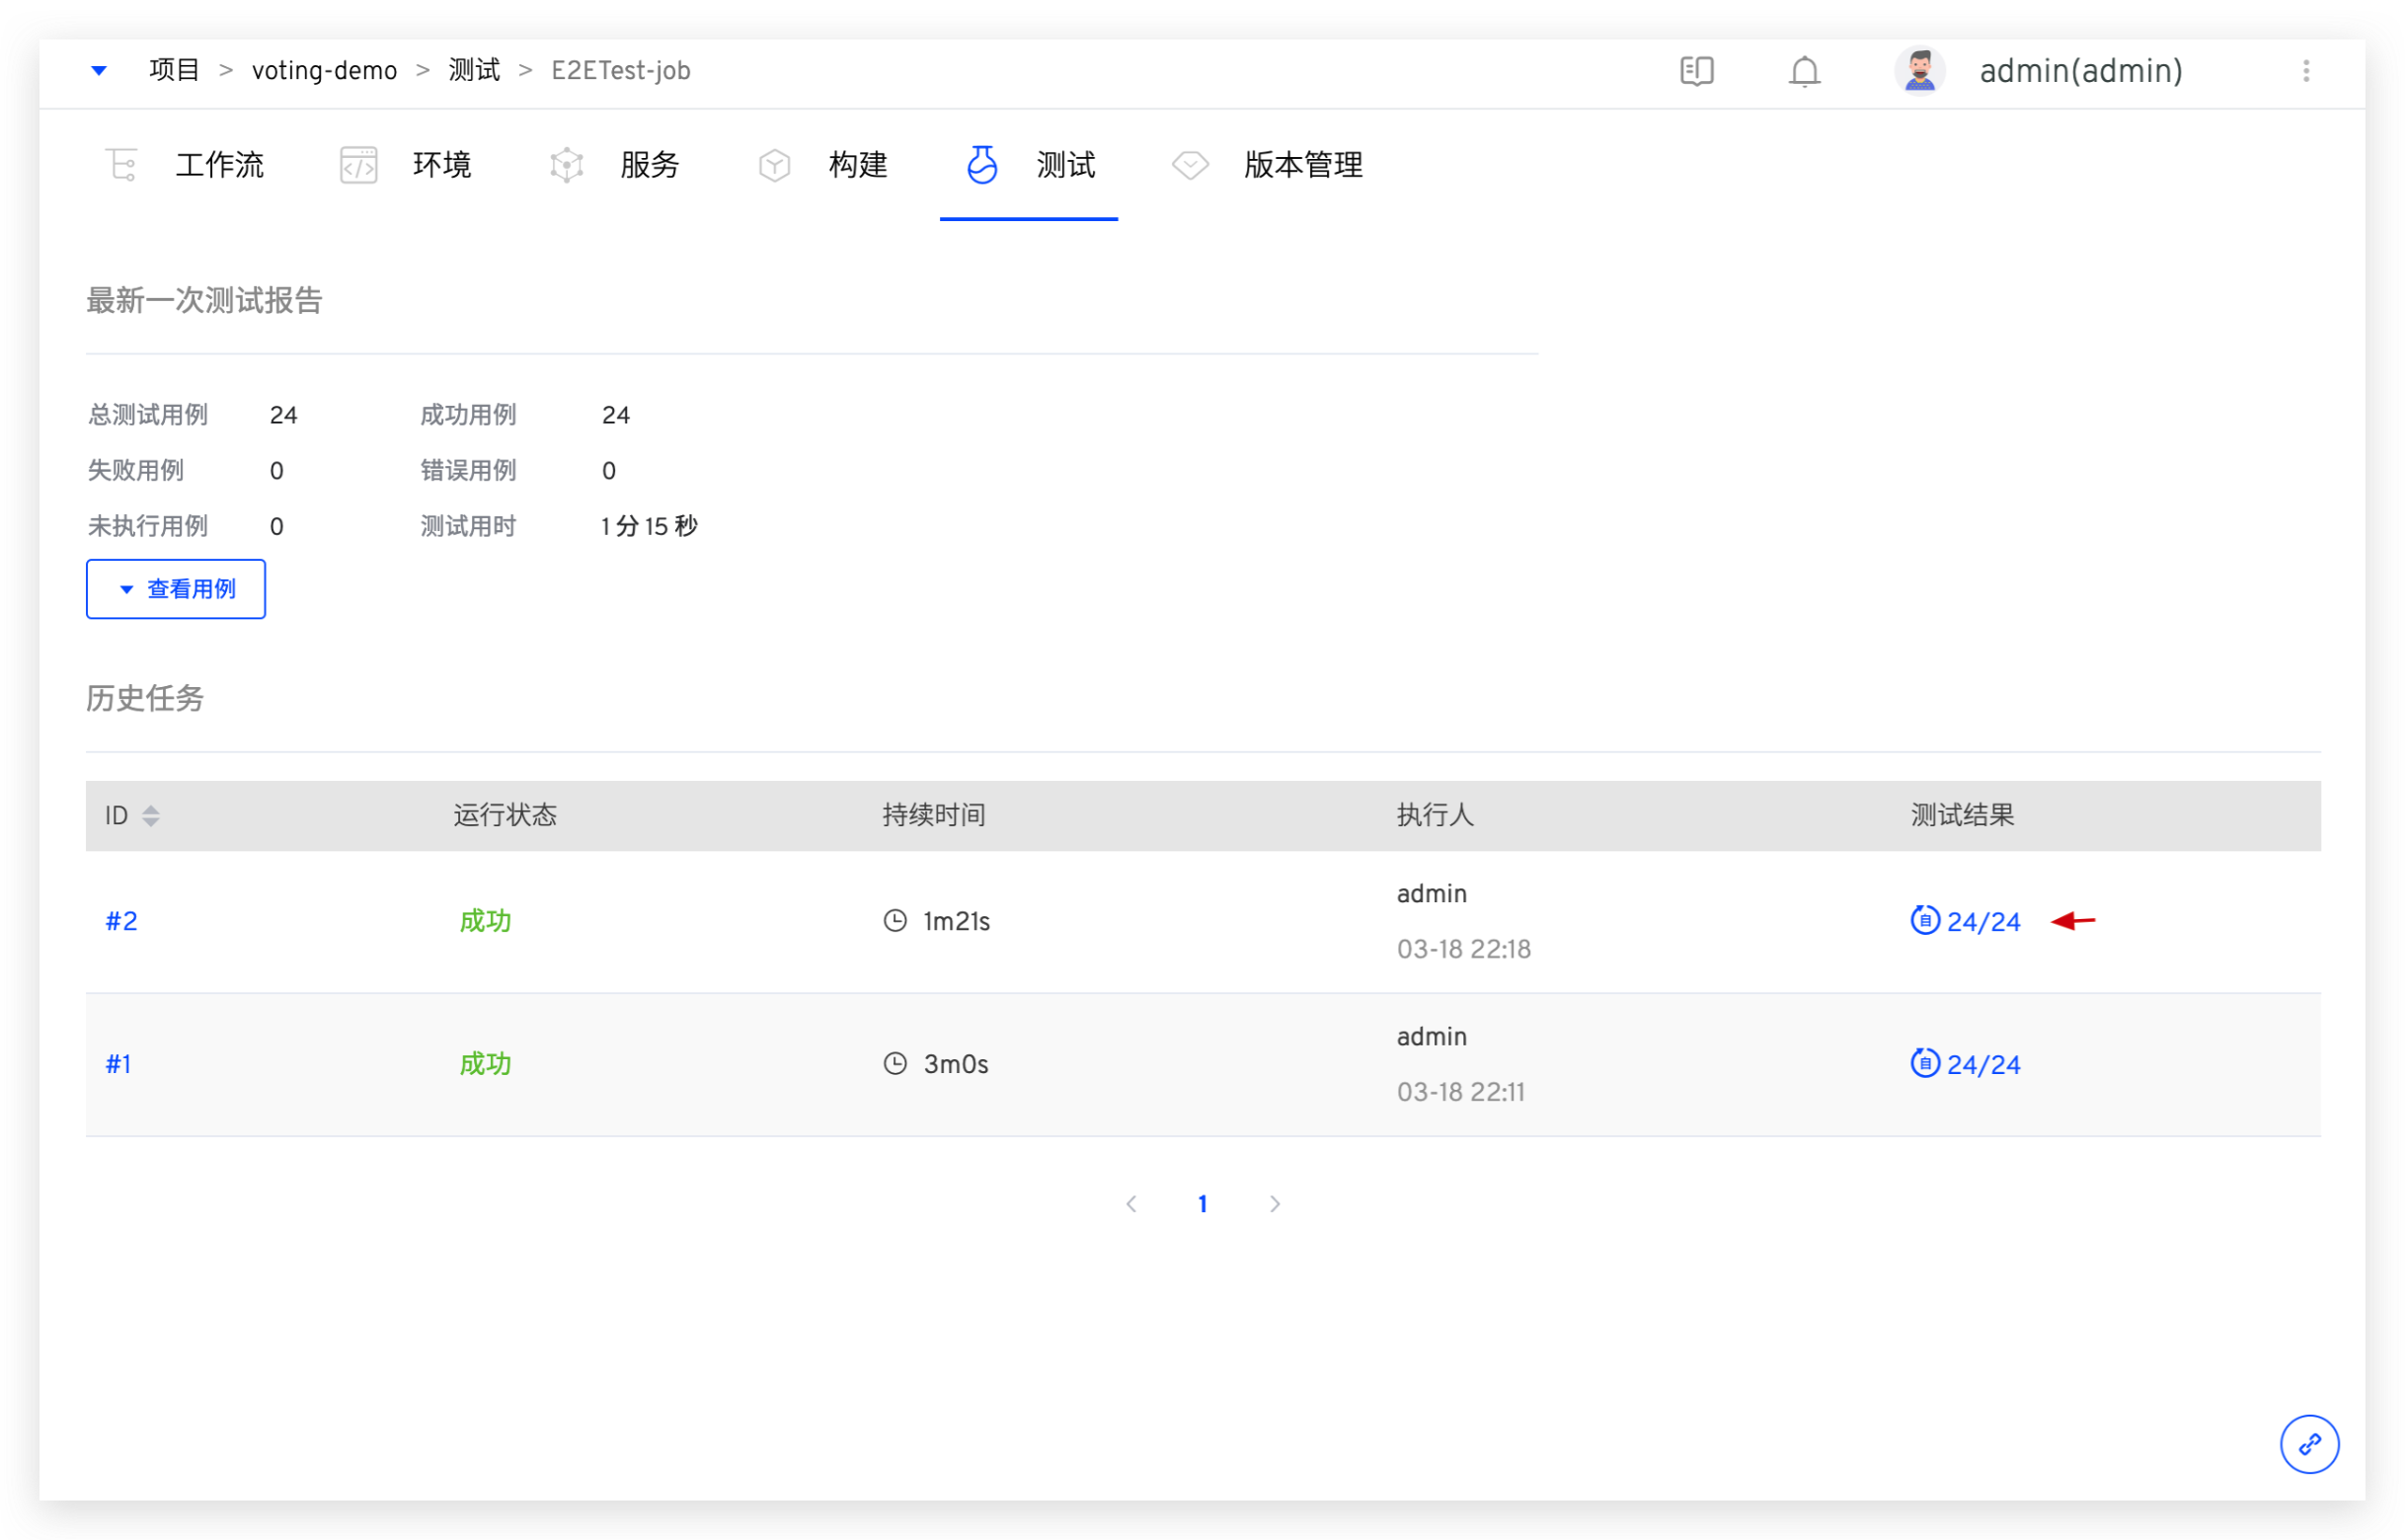 项目 > voting-demo > 测试 > E2ETest-job
admin(admin)
工作流 环境 服务 构建 测试 版本管理
最新一次测试报告
总测试用例 24 成功用例 24
失败用例 0 错误用例 0
未执行用例 0 测试用时 1 分 15 秒
查看用例
历史任务
ID 运行状态 持续时间 执行人 测试结果
#2 成功 1m21s admin 03-18 22:18 自 24/24
#1 成功 3m0s admin 03-18 22:11 自 24/24
1